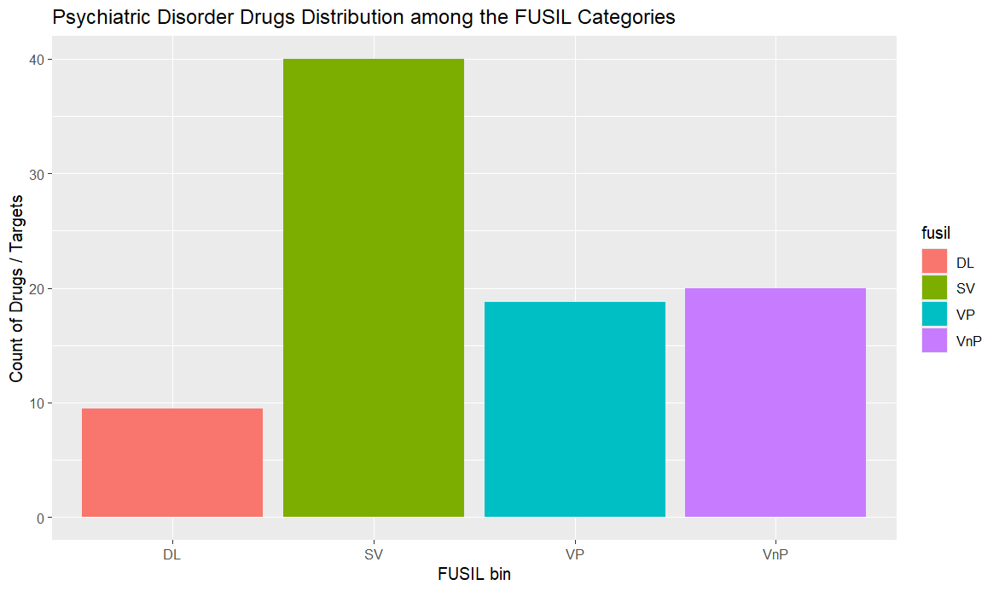 Psychiatric Disorder Drugs Distribution among the FUSIL Categories
Count of Drugs / Targets
40
30
20
10
0
DL
SV
VP
VnP
FUSIL bin
fusil
DL
SV
VP
VnP